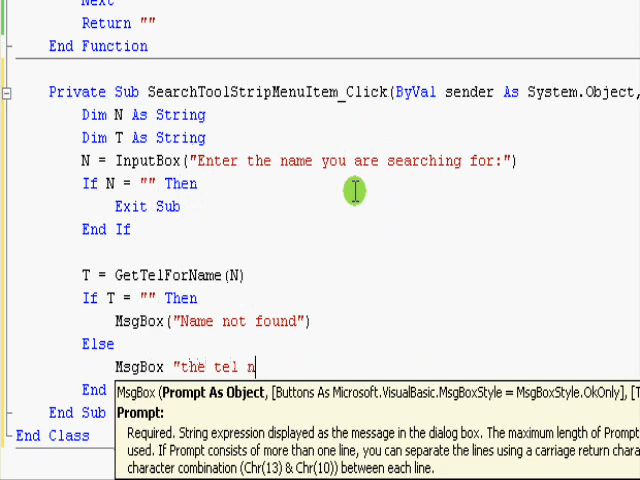 Next
Return ""
End Function
Private Sub SearchToolStripMenuItem_Click(ByVal sender As System.Object,
Dim N As String
Dim T As String
N = InputBox("Enter the name you are searching for:")
If N = "" Then
Exit Sub
End If
T = GetTelForName(N)
If T = "" Then
MsgBox("Name not found")
Else
MsgBox "the tel n
End
MsgBox (Prompt As Object, [Buttons As Microsoft.VisualBasic.MsgBoxStyle = MsgBoxStyle.OkOnly], [T
End Sub
Prompt:
End Class
Required. String expression displayed as the message in the dialog box. The maximum length of Prompt
used. If Prompt consists of more than one line, you can separate the lines using a carriage return chara
character combination (Chr(13) & Chr(10)) between each line.